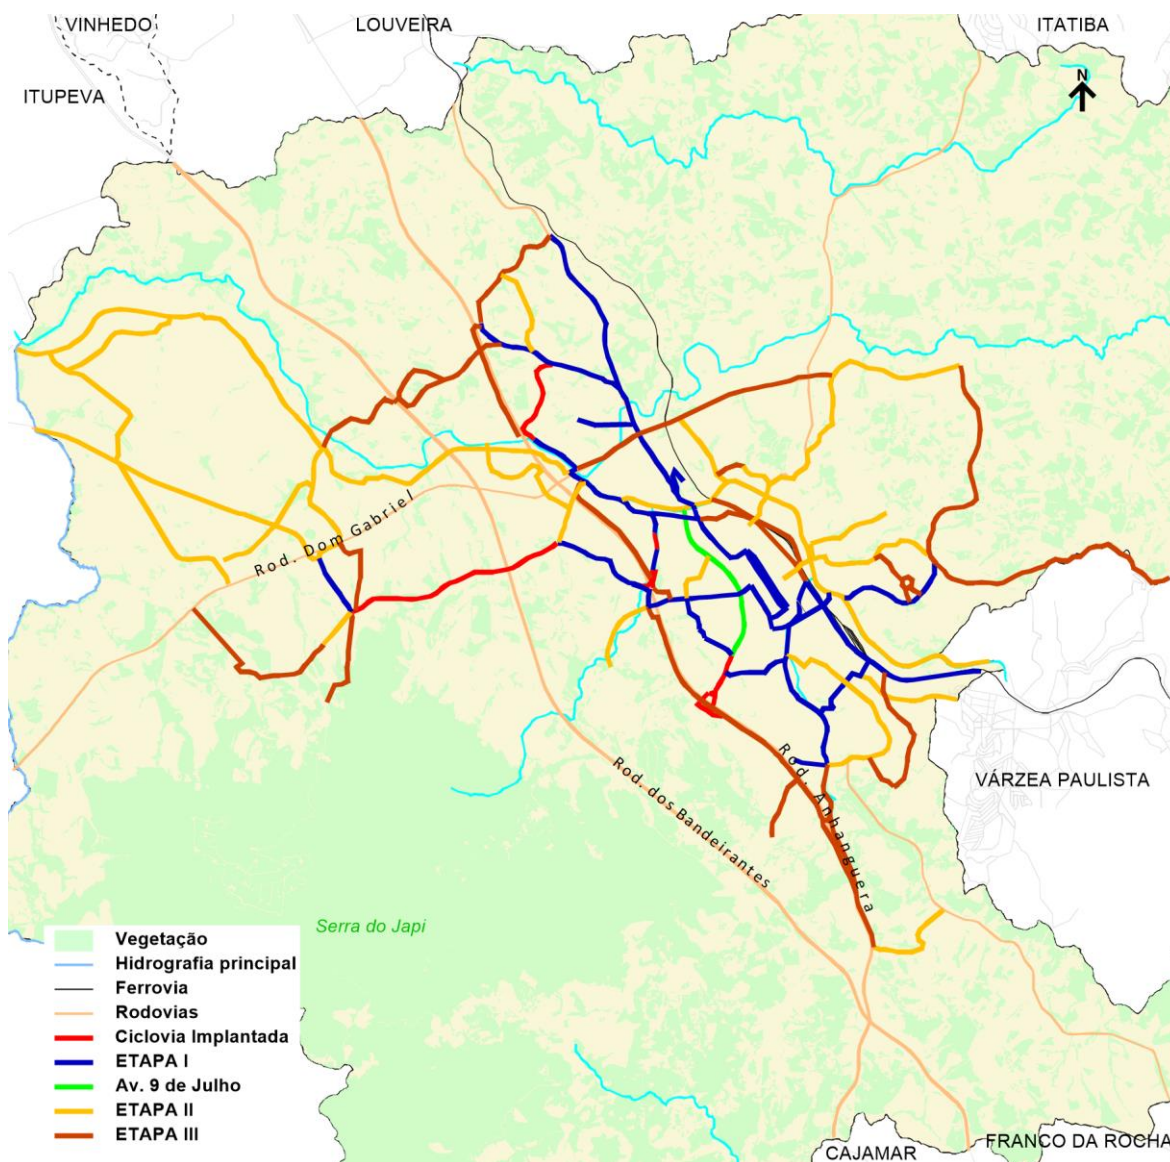 VINHEDO
LOUVEIRA
ITATIBA
ITUPEVA
N
Rod. Dom Gabriel
VÁRZEA PAULISTA
Rod. dos Bandeirantes
Rod. Anhanguera
Serra do Japi
Vegetação
Hidrografia principal
Ferrovia
Rodovias
Ciclovia Implantada
ETAPA I
Av. 9 de Julho
ETAPA II
ETAPA III
FRANCO DA ROCHA
CAJAMAR